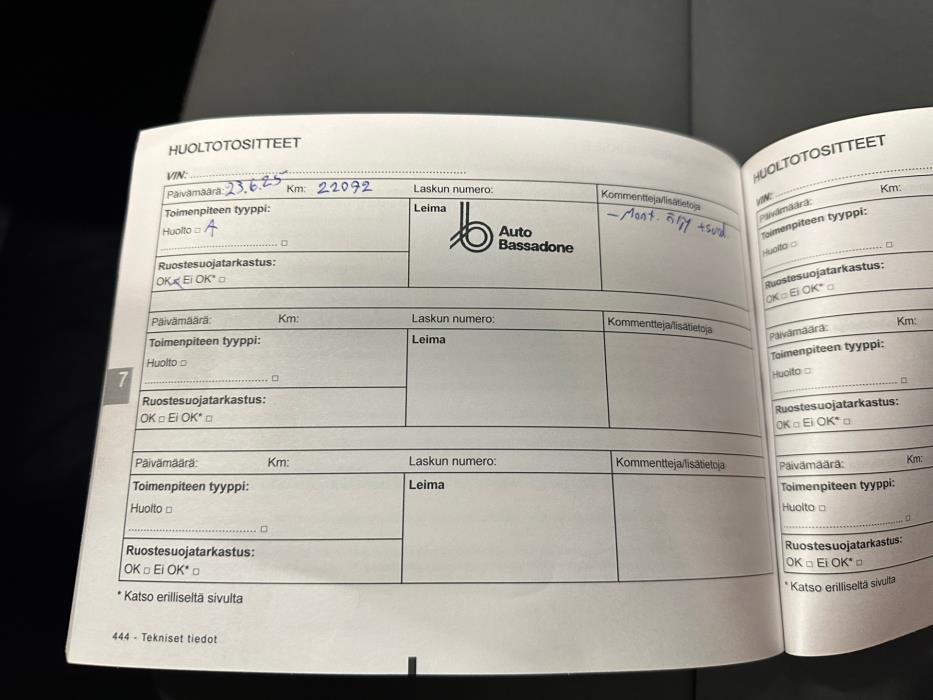 HUOLTOTOSITTEET
VIN:
Päivämäärä: 23.6.25 Km: 22092 Laskun numero: Kommentteja/lisätietoja
Toimenpiteen tyyppi:
Huolto □ A
□
Ruostesuojatarkastus:
OK □ Ei OK* □
Leima
Auto
Bassadone
- Mont. öljy + suod.
Päivämäärä: Km: Laskun numero: Kommentteja/lisätietoja
Toimenpiteen tyyppi:
Huolto □
□
Ruostesuojatarkastus:
OK □ Ei OK* □
Leima
Päivämäärä: Km: Laskun numero: Kommentteja/lisätietoja
Toimenpiteen tyyppi:
Huolto □
□
Ruostesuojatarkastus:
OK □ Ei OK* □
Leima
* Katso erilliseltä sivulta
7
444 - Tekniset tiedot
HUOLTOTOSITTEET
VIN:
Päivämäärä: Km:
Toimenpiteen tyyppi:
Huolto □
□
Ruostesuojatarkastus:
OK □ Ei OK* □
Päivämäärä: Km:
Toimenpiteen tyyppi:
Huolto □
□
Ruostesuojatarkastus:
OK □ Ei OK* □
Päivämäärä: Km:
Toimenpiteen tyyppi:
Huolto □
□
Ruostesuojatarkastus:
OK □ Ei OK* □
* Katso erilliseltä sivulta